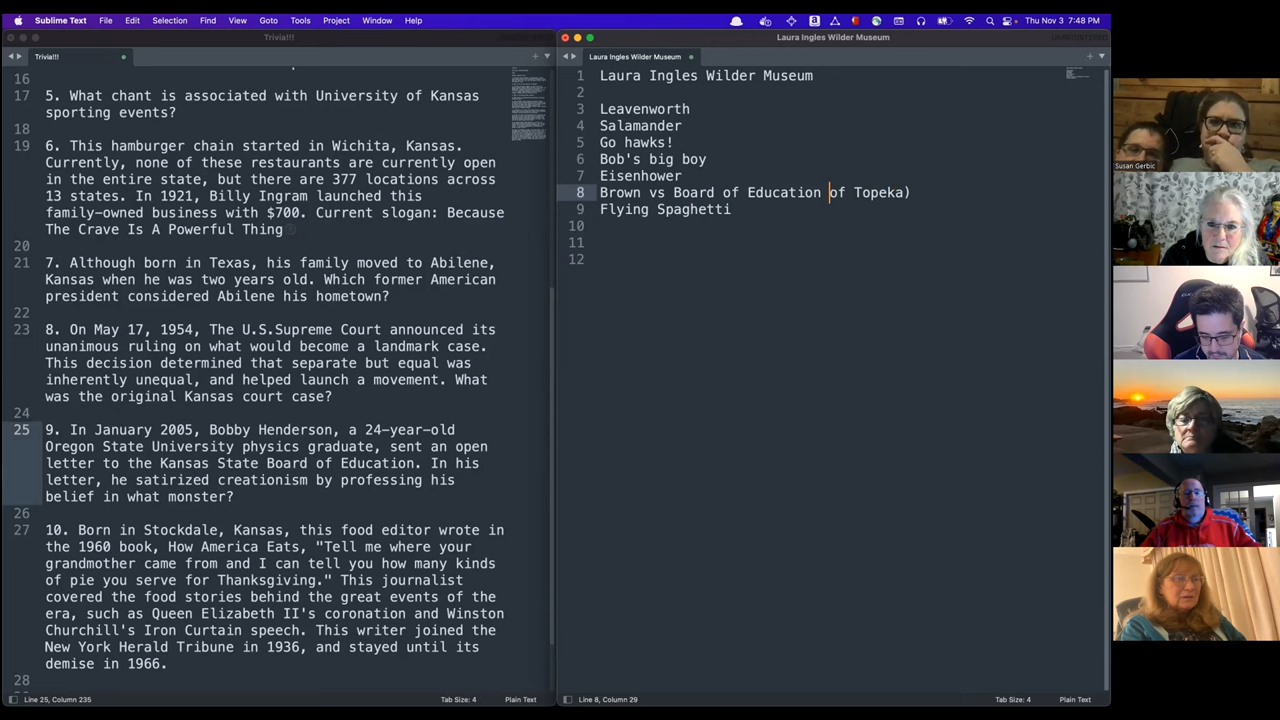 Sublime Text File Edit Selection Find View Goto Tools Project Window Help Thu Nov 3 7:48 PM
Trivia!!!
Laura Ingles Wilder Museum
UNREGISTERED
Trivia!!!
Laura Ingles Wilder Museum
16
17 5. What chant is associated with University of Kansas
sporting events?
18
19 6. This hamburger chain started in Wichita, Kansas.
Currently, none of these restaurants are currently open
in the entire state, but there are 377 locations across
13 states. In 1921, Billy Ingram launched this
family-owned business with $700. Current slogan: Because
The Crave Is A Powerful Thing
20
21 7. Although born in Texas, his family moved to Abilene,
Kansas when he was two years old. Which former American
president considered Abilene his hometown?
22
23 8. On May 17, 1954, The U.S.Supreme Court announced its
unanimous ruling on what would become a landmark case.
This decision determined that separate but equal was
inherently unequal, and helped launch a movement. What
was the original Kansas court case?
24
25 9. In January 2005, Bobby Henderson, a 24-year-old
Oregon State University physics graduate, sent an open
letter to the Kansas State Board of Education. In his
letter, he satirized creationism by professing his
belief in what monster?
26
27 10. Born in Stockdale, Kansas, this food editor wrote in
the 1960 book, How America Eats, "Tell me where your
grandmother came from and I can tell you how many kinds
of pie you serve for Thanksgiving." This journalist
covered the food stories behind the great events of the
era, such as Queen Elizabeth II's coronation and Winston
Churchill's Iron Curtain speech. This writer joined the
New York Herald Tribune in 1936, and stayed until its
demise in 1966.
28
Line 25, Column 235 Tab Size: 4 Plain Text
1 Laura Ingles Wilder Museum
2
3 Leavenworth
4 Salamander
5 Go hawks!
6 Bob's big boy
7 Eisenhower
8 Brown vs Board of Education of Topeka)
9 Flying Spaghetti
10
11
12
Line 8, Column 29 Tab Size: 4 Plain Text
Susan Gerbic